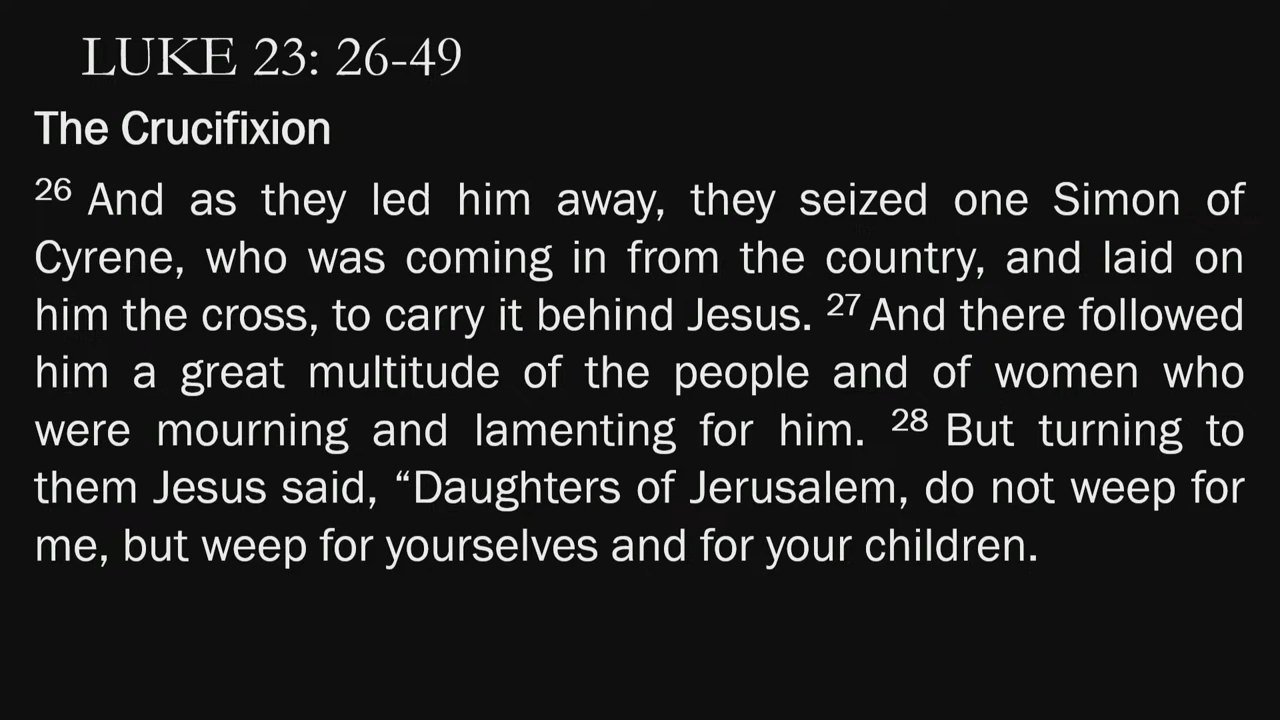 LUKE 23: 26-49
The Crucifixion
26 And as they led him away, they seized one Simon of
Cyrene, who was coming in from the country, and laid on
him the cross, to carry it behind Jesus. 27 And there followed
him a great multitude of the people and of women who
were mourning and lamenting for him. 28 But turning to
them Jesus said, “Daughters of Jerusalem, do not weep for
me, but weep for yourselves and for your children.